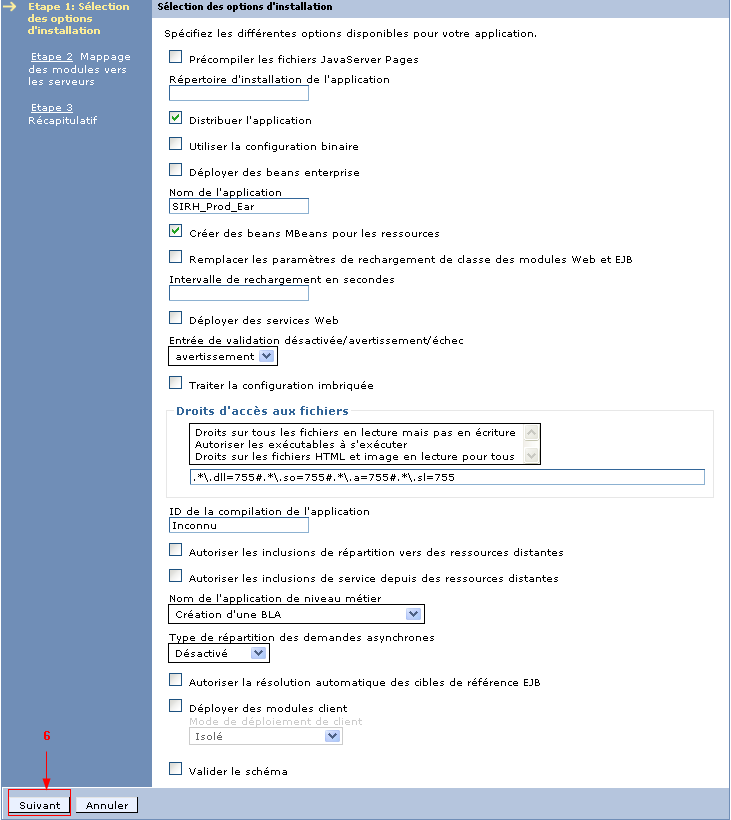 Etape 1: Sélection
des options
d'installation
Etape 2 Mappage
des modules vers
les serveurs
Etape 3
Récapitulatif
Sélection des options d'installation
Spécifiez les différentes options disponibles pour votre application.
Précompiler les fichiers JavaServer Pages
Répertoire d'installation de l'application
Distribuer l'application
Utiliser la configuration binaire
Déployer des beans enterprise
Nom de l'application
SIRH_Prod_Ear
Créer des beans MBeans pour les ressources
Remplacer les paramètres de rechargement de classe des modules Web et EJB
Intervalle de rechargement en secondes
Déployer des services Web
Entrée de validation désactivée/avertissement/échec
avertissement
Traiter la configuration imbriquée
Droits d'accès aux fichiers
Droits sur tous les fichiers en lecture mais pas en écriture
Autoriser les exécutables à s'exécuter
Droits sur les fichiers HTML et image en lecture pour tous
.*\.dll=755#.*\.so=755#.*\.a=755#.*\.sl=755
ID de la compilation de l'application
Inconnu
Autoriser les inclusions de répartition vers des ressources distantes
Autoriser les inclusions de service depuis des ressources distantes
Nom de l'application de niveau métier
Création d'une BLA
Type de répartition des demandes asynchrones
Désactivé
Autoriser la résolution automatique des cibles de référence EJB
Déployer des modules client
Mode de déploiement de client
Isolé
Valider le schéma
6
Suivant Annuler